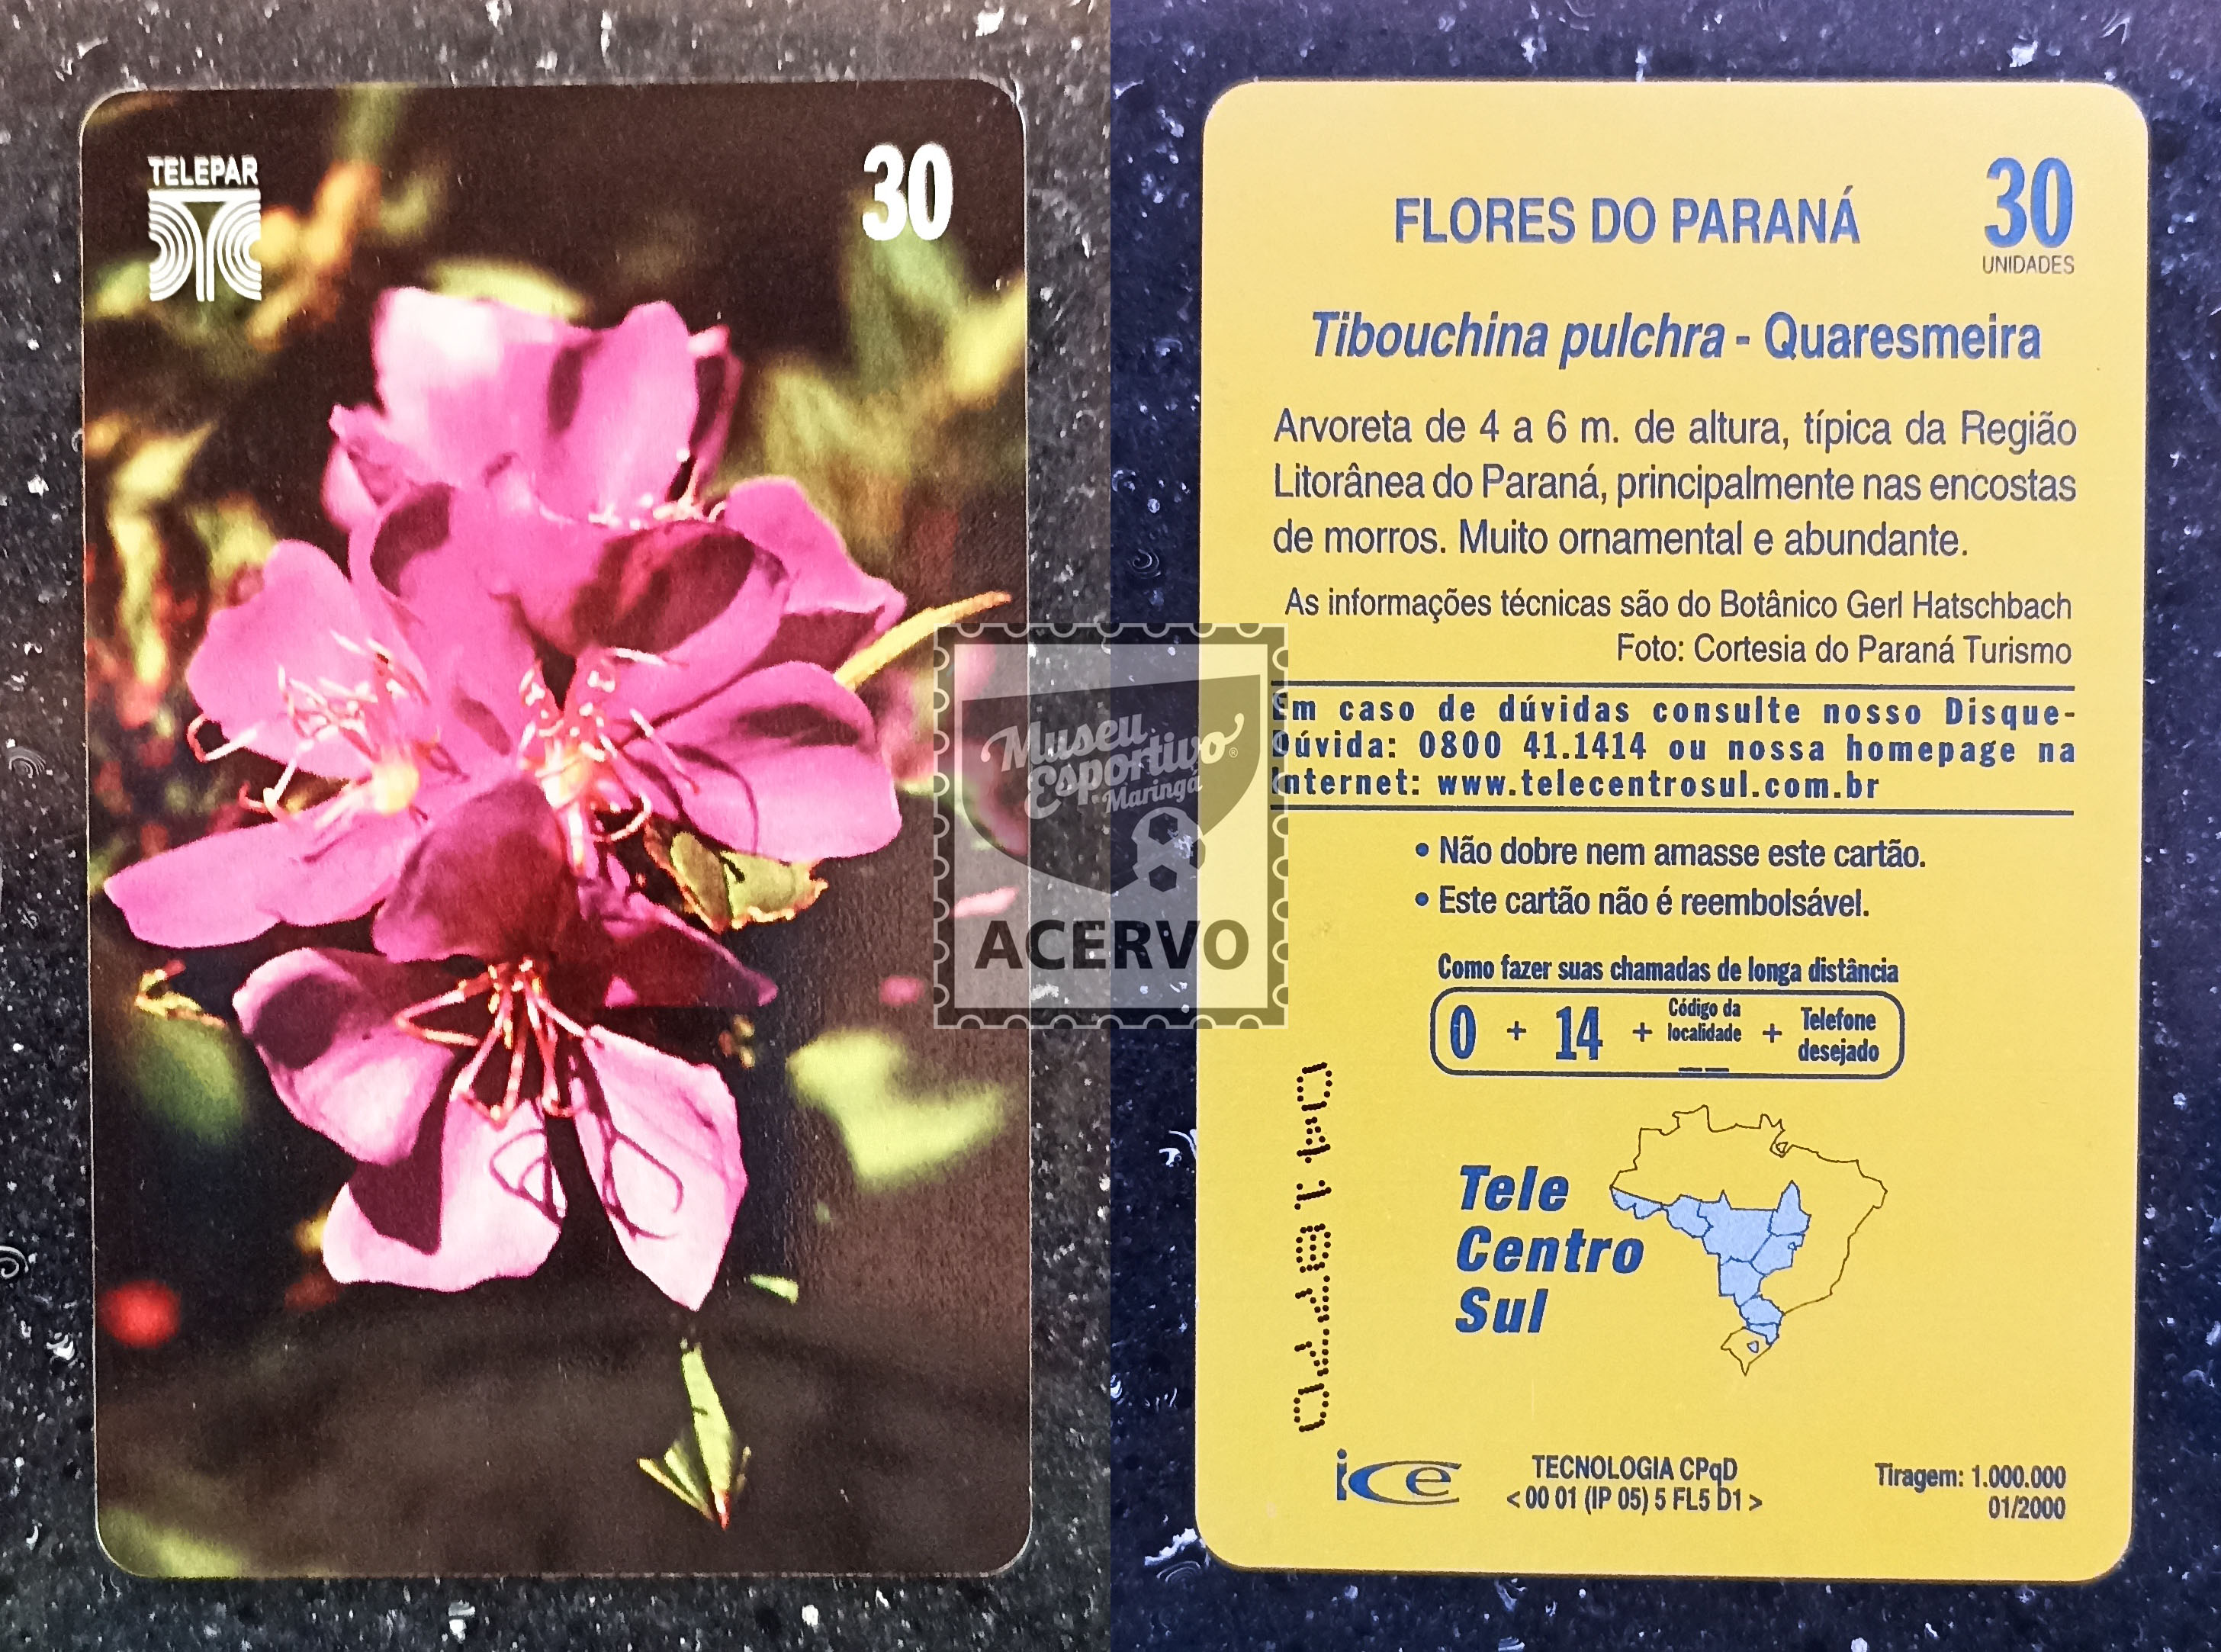 TELEPAR
30
FLORES DO PARANÁ
30
UNIDADES
Tibouchina pulchra - Quaresmeira
Arvoreta de 4 a 6 m. de altura, típica da Região
Litorânea do Paraná, principalmente nas encostas
de morros. Muito ornamental e abundante.
As informações técnicas são do Botânico Gerl Hatschbach
Foto: Cortesia do Paraná Turismo
Em caso de dúvidas consulte nosso Disque-
Dúvida: 0800 41.1414 ou nossa homepage na
Internet: www.telecentrosul.com.br
• Não dobre nem amasse este cartão.
• Este cartão não é reembolsável.
Como fazer suas chamadas de longa distância
0 + 14 + Código da localidade + Telefone desejado
Tele
Centro
Sul
ice
TECNOLOGIA CPqD
< 00 01 (IP 05) 5 FL5 D1 >
Tiragem: 1.000.000
01/2000
Museu
Esportivo®
Maringá
ACERVO